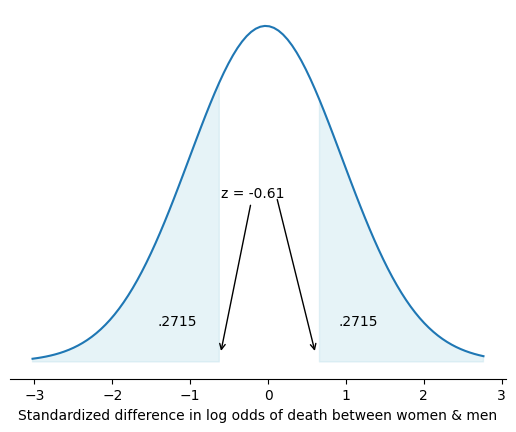 z = -0.61
.2715 .2715
−3 −2 −1 0 1 2 3
Standardized difference in log odds of death between women & men